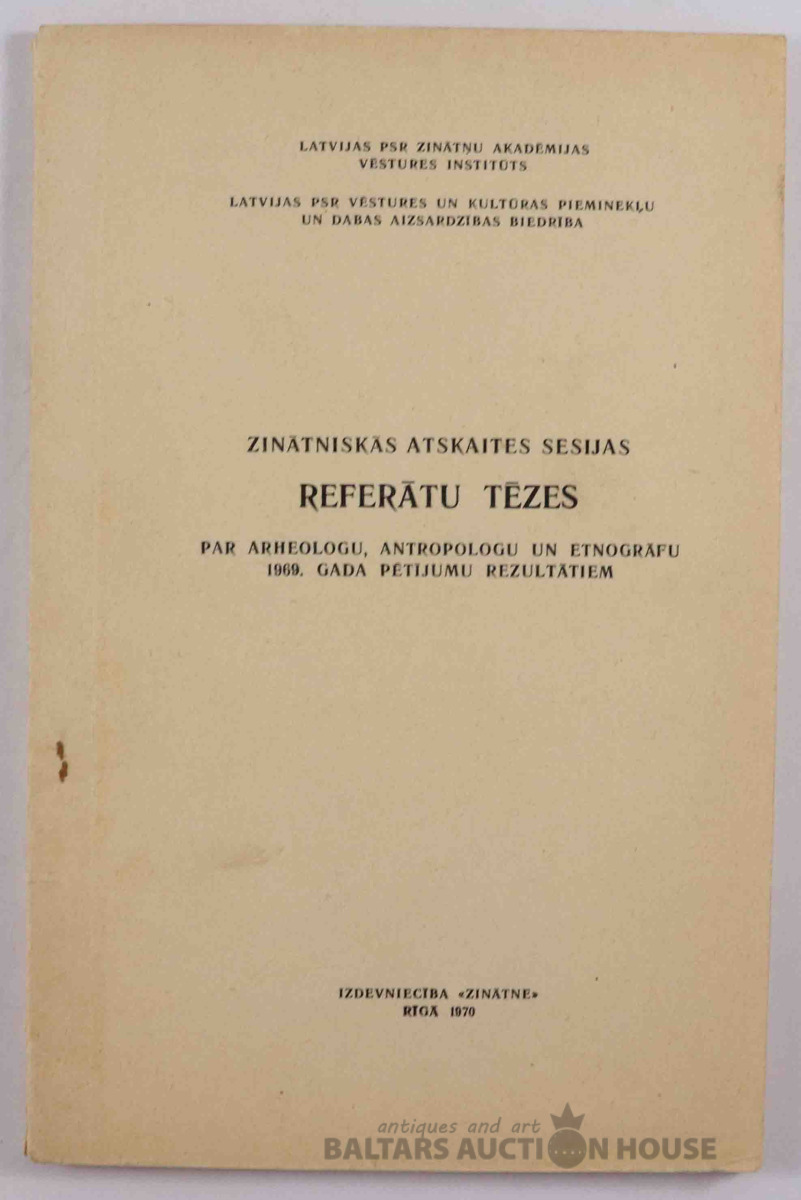 LATVIJAS PSR ZINĀTŅU AKADĒMIJAS
VĒSTURES INSTITŪTS
LATVIJAS PSR VĒSTURES UN KULTŪRAS PIEMINEKĻU
UN DABAS AIZSARDZĪBAS BIEDRĪBA
ZINĀTNISKĀS ATSKAITES SESIJAS
REFERĀTU TĒZES
PAR ARHEOLOGU, ANTROPOLOGU UN ETNOGRĀFU
1969. GADA PĒTĪJUMU REZULTĀTIEM
IZDEVNIECĪBA «ZINĀTNE»
RĪGĀ 1970
antiques and art
BALTARS AUCTION HOUSE